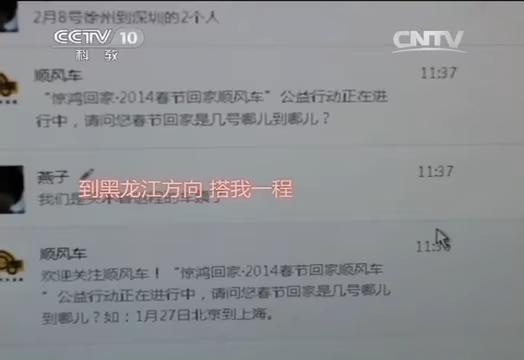 2月8号徐州到深圳的2个人
CCTV 10
科教
CNTV
顺风车 11:37
“惊鸿回家·2014春节回家顺风车”公益行动正在进
行中，请问您春节回家是几号哪儿到哪儿？
燕子 11:37
到黑龙江方向 搭我一程
我们是
顺风车
欢迎关注顺风车！“惊鸿回家·2014春节回家顺风车
”公益行动正在进行中，请问您春节回家是几号哪儿
到哪儿？如：1月27日北京到上海。